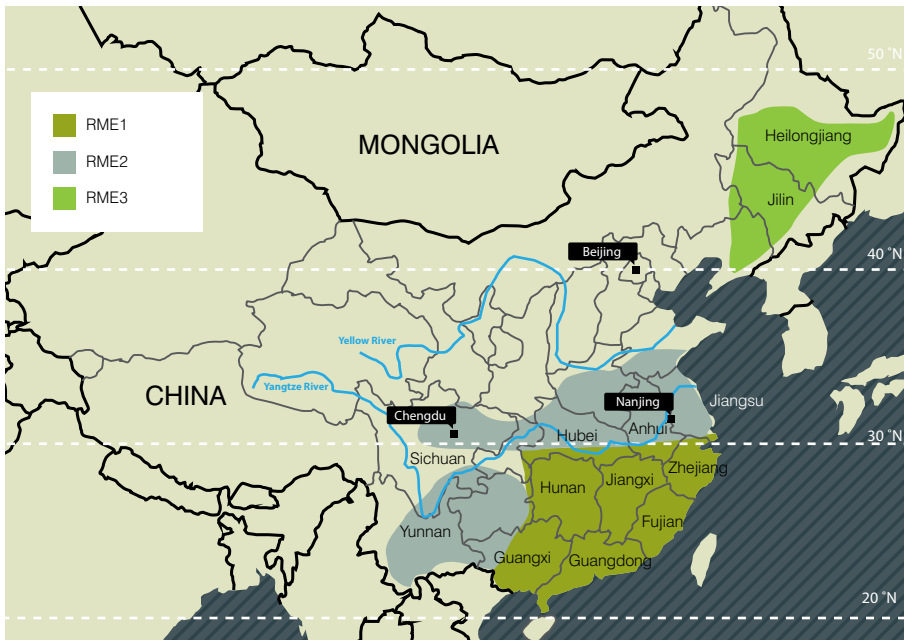 50 °N
RME1
RME2
RME3
MONGOLIA
Heilongjiang
Jilin
Beijing
40 °N
Yellow River
Yangtze River
CHINA
Chengdu
Nanjing
Jiangsu
Hubei
Anhui
30 °N
Sichuan
Zhejiang
Hunan
Jiangxi
Fujian
Yunnan
Guangxi
Guangdong
20 °N